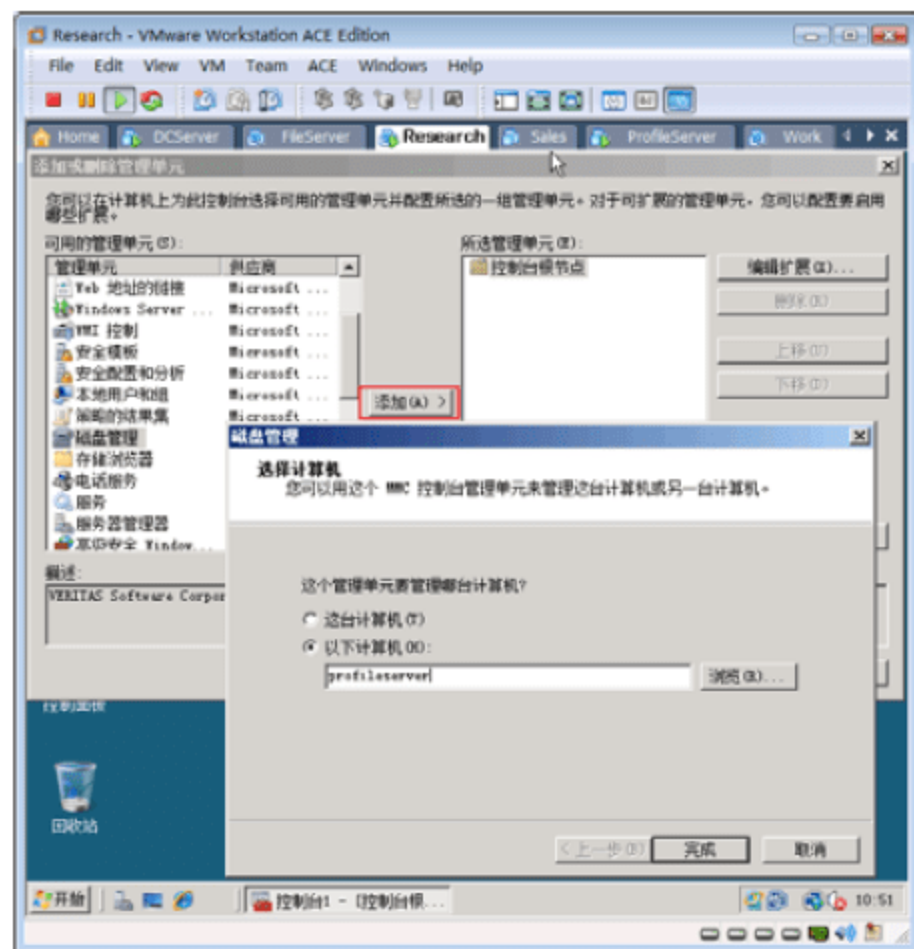 Research - VMware Workstation ACE Edition
File Edit View VM Team ACE Windows Help
Home DCServer FileServer Research Sales ProfileServer Work
添加或删除管理单元
您可以在计算机上为此控制台选择可用的管理单元并配置所选的一组管理单元。对于可扩展的管理单元，您可以配置要启用
哪些扩展。
可用的管理单元(S): 所选管理单元(E):
管理单元 供应商 控制台根节点 编辑扩展(X)...
Web 地址的链接 Microsoft ...
Windows Server ... Microsoft ... 删除(R)
WMI 控制 Microsoft ...
安全模板 Microsoft ... 上移(U)
安全配置和分析 Microsoft ...
本地用户和组 Microsoft ... 下移(D)
添加(A) >
策略的结果集 Microsoft ...
磁盘管理
存储浏览器
电话服务
服务
服务器管理器
高级安全 Window...
描述:
VERITAS Software Corpor
磁盘管理
选择计算机
您可以用这个 MMC 控制台管理单元来管理这台计算机或另一台计算机。
这个管理单元要管理哪台计算机?
这台计算机(T)
以下计算机(H):
profileserver 浏览(R)...
<上一步(B) 完成 取消
控制面板
回收站
开始 控制台1 - [控制台根... 10:51